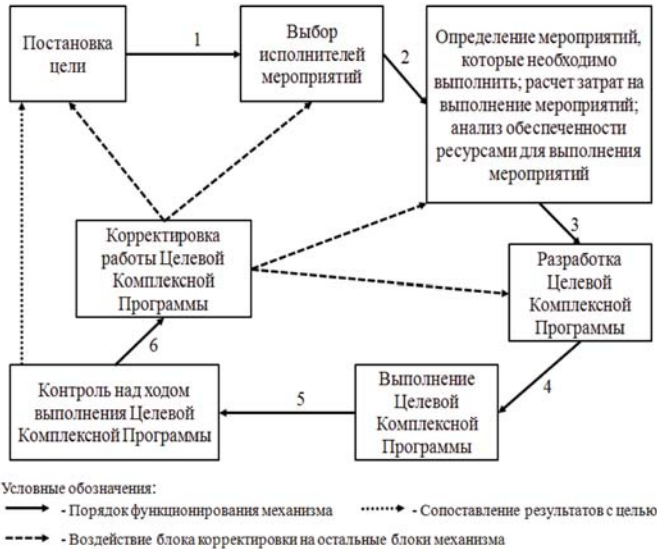 Постановка
цели
1
Выбор
исполнителей
мероприятий
2
Определение мероприятий,
которые необходимо
выполнить; расчет затрат на
выполнение мероприятий;
анализ обеспеченности
ресурсами для выполнения
мероприятий
3
Корректировка
работы Целевой
Комплексной
Программы
Разработка
Целевой
Комплексной
Программы
6
4
Контроль над ходом
выполнения Целевой
Комплексной Программы
5
Выполнение
Целевой
Комплексной
Программы
Условные обозначения:
- Порядок функционирования механизма
- Сопоставление результатов с целью
- Воздействие блока корректировки на остальные блоки механизма